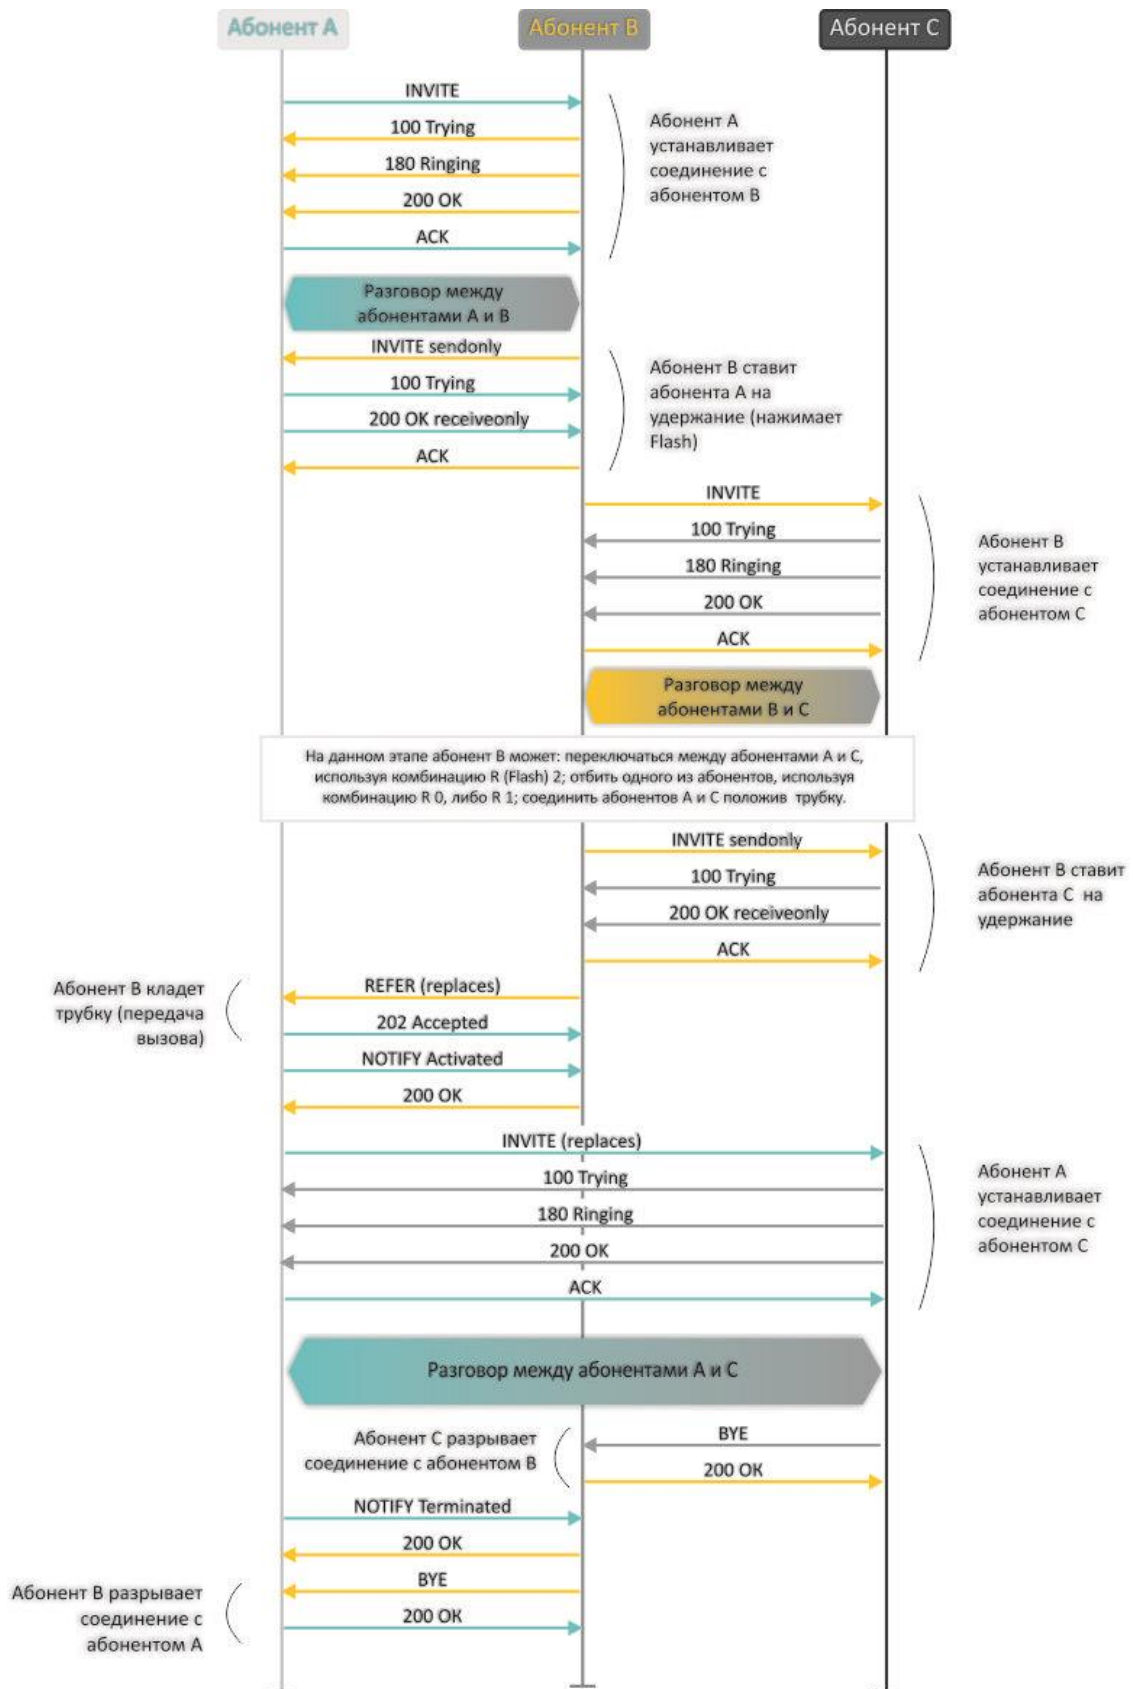 Абонент A
Абонент B
Абонент C
INVITE
100 Trying
180 Ringing
200 OK
ACK
Абонент A
устанавливает
соединение с
абонентом B
Разговор между
абонентами A и B
INVITE sendonly
100 Trying
200 OK receiveonly
ACK
Абонент B ставит
абонента A на
удержание (нажимает
Flash)
INVITE
100 Trying
180 Ringing
200 OK
ACK
Абонент B
устанавливает
соединение с
абонентом C
Разговор между
абонентами B и C
На данном этапе абонент B может: переключаться между абонентами A и C,
используя комбинацию R (Flash) 2; отбить одного из абонентов, используя
комбинацию R 0, либо R 1; соединить абонентов A и C положив трубку.
INVITE sendonly
100 Trying
200 OK receiveonly
ACK
Абонент B ставит
абонента C на
удержание
Абонент B кладет
трубку (передача
вызова)
REFER (replaces)
202 Accepted
NOTIFY Activated
200 OK
INVITE (replaces)
100 Trying
180 Ringing
200 OK
ACK
Абонент A
устанавливает
соединение с
абонентом C
Разговор между абонентами A и C
Абонент C разрывает
соединение с абонентом B
BYE
200 OK
NOTIFY Terminated
200 OK
BYE
200 OK
Абонент B разрывает
соединение с
абонентом A